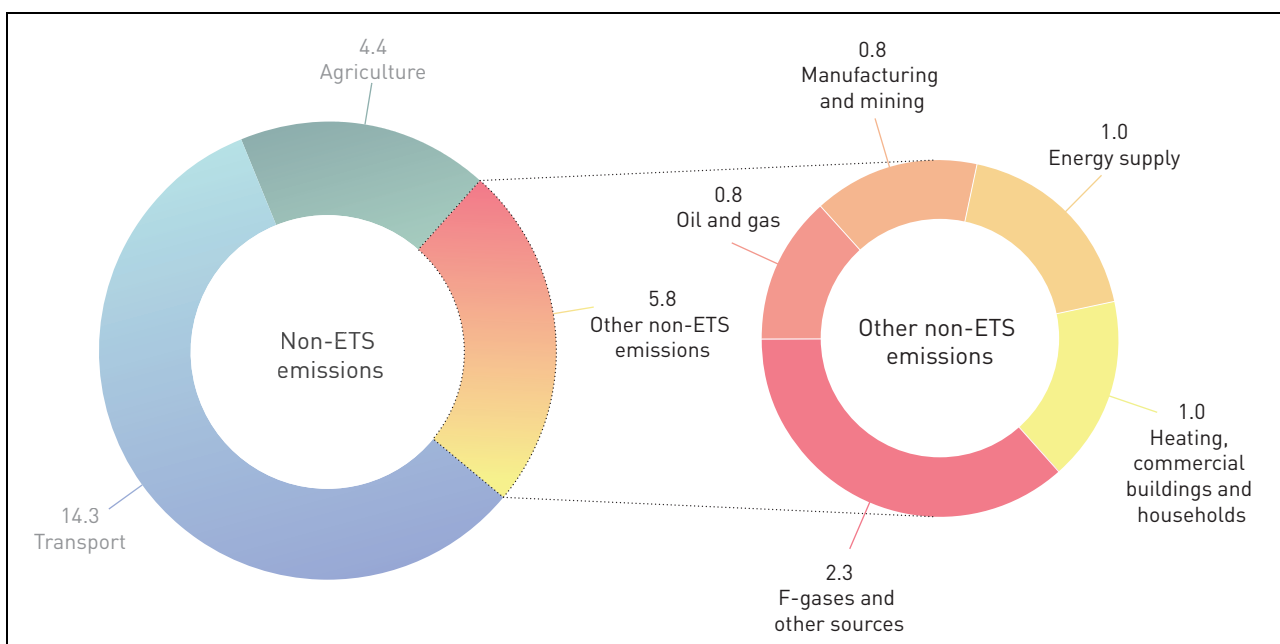 4.4
Agriculture
Non-ETS
emissions
5.8
Other non-ETS
emissions
14.3
Transport
0.8
Manufacturing
and mining
1.0
Energy supply
0.8
Oil and gas
Other non-ETS
emissions
1.0
Heating,
commercial
buildings and
households
2.3
F-gases and
other sources